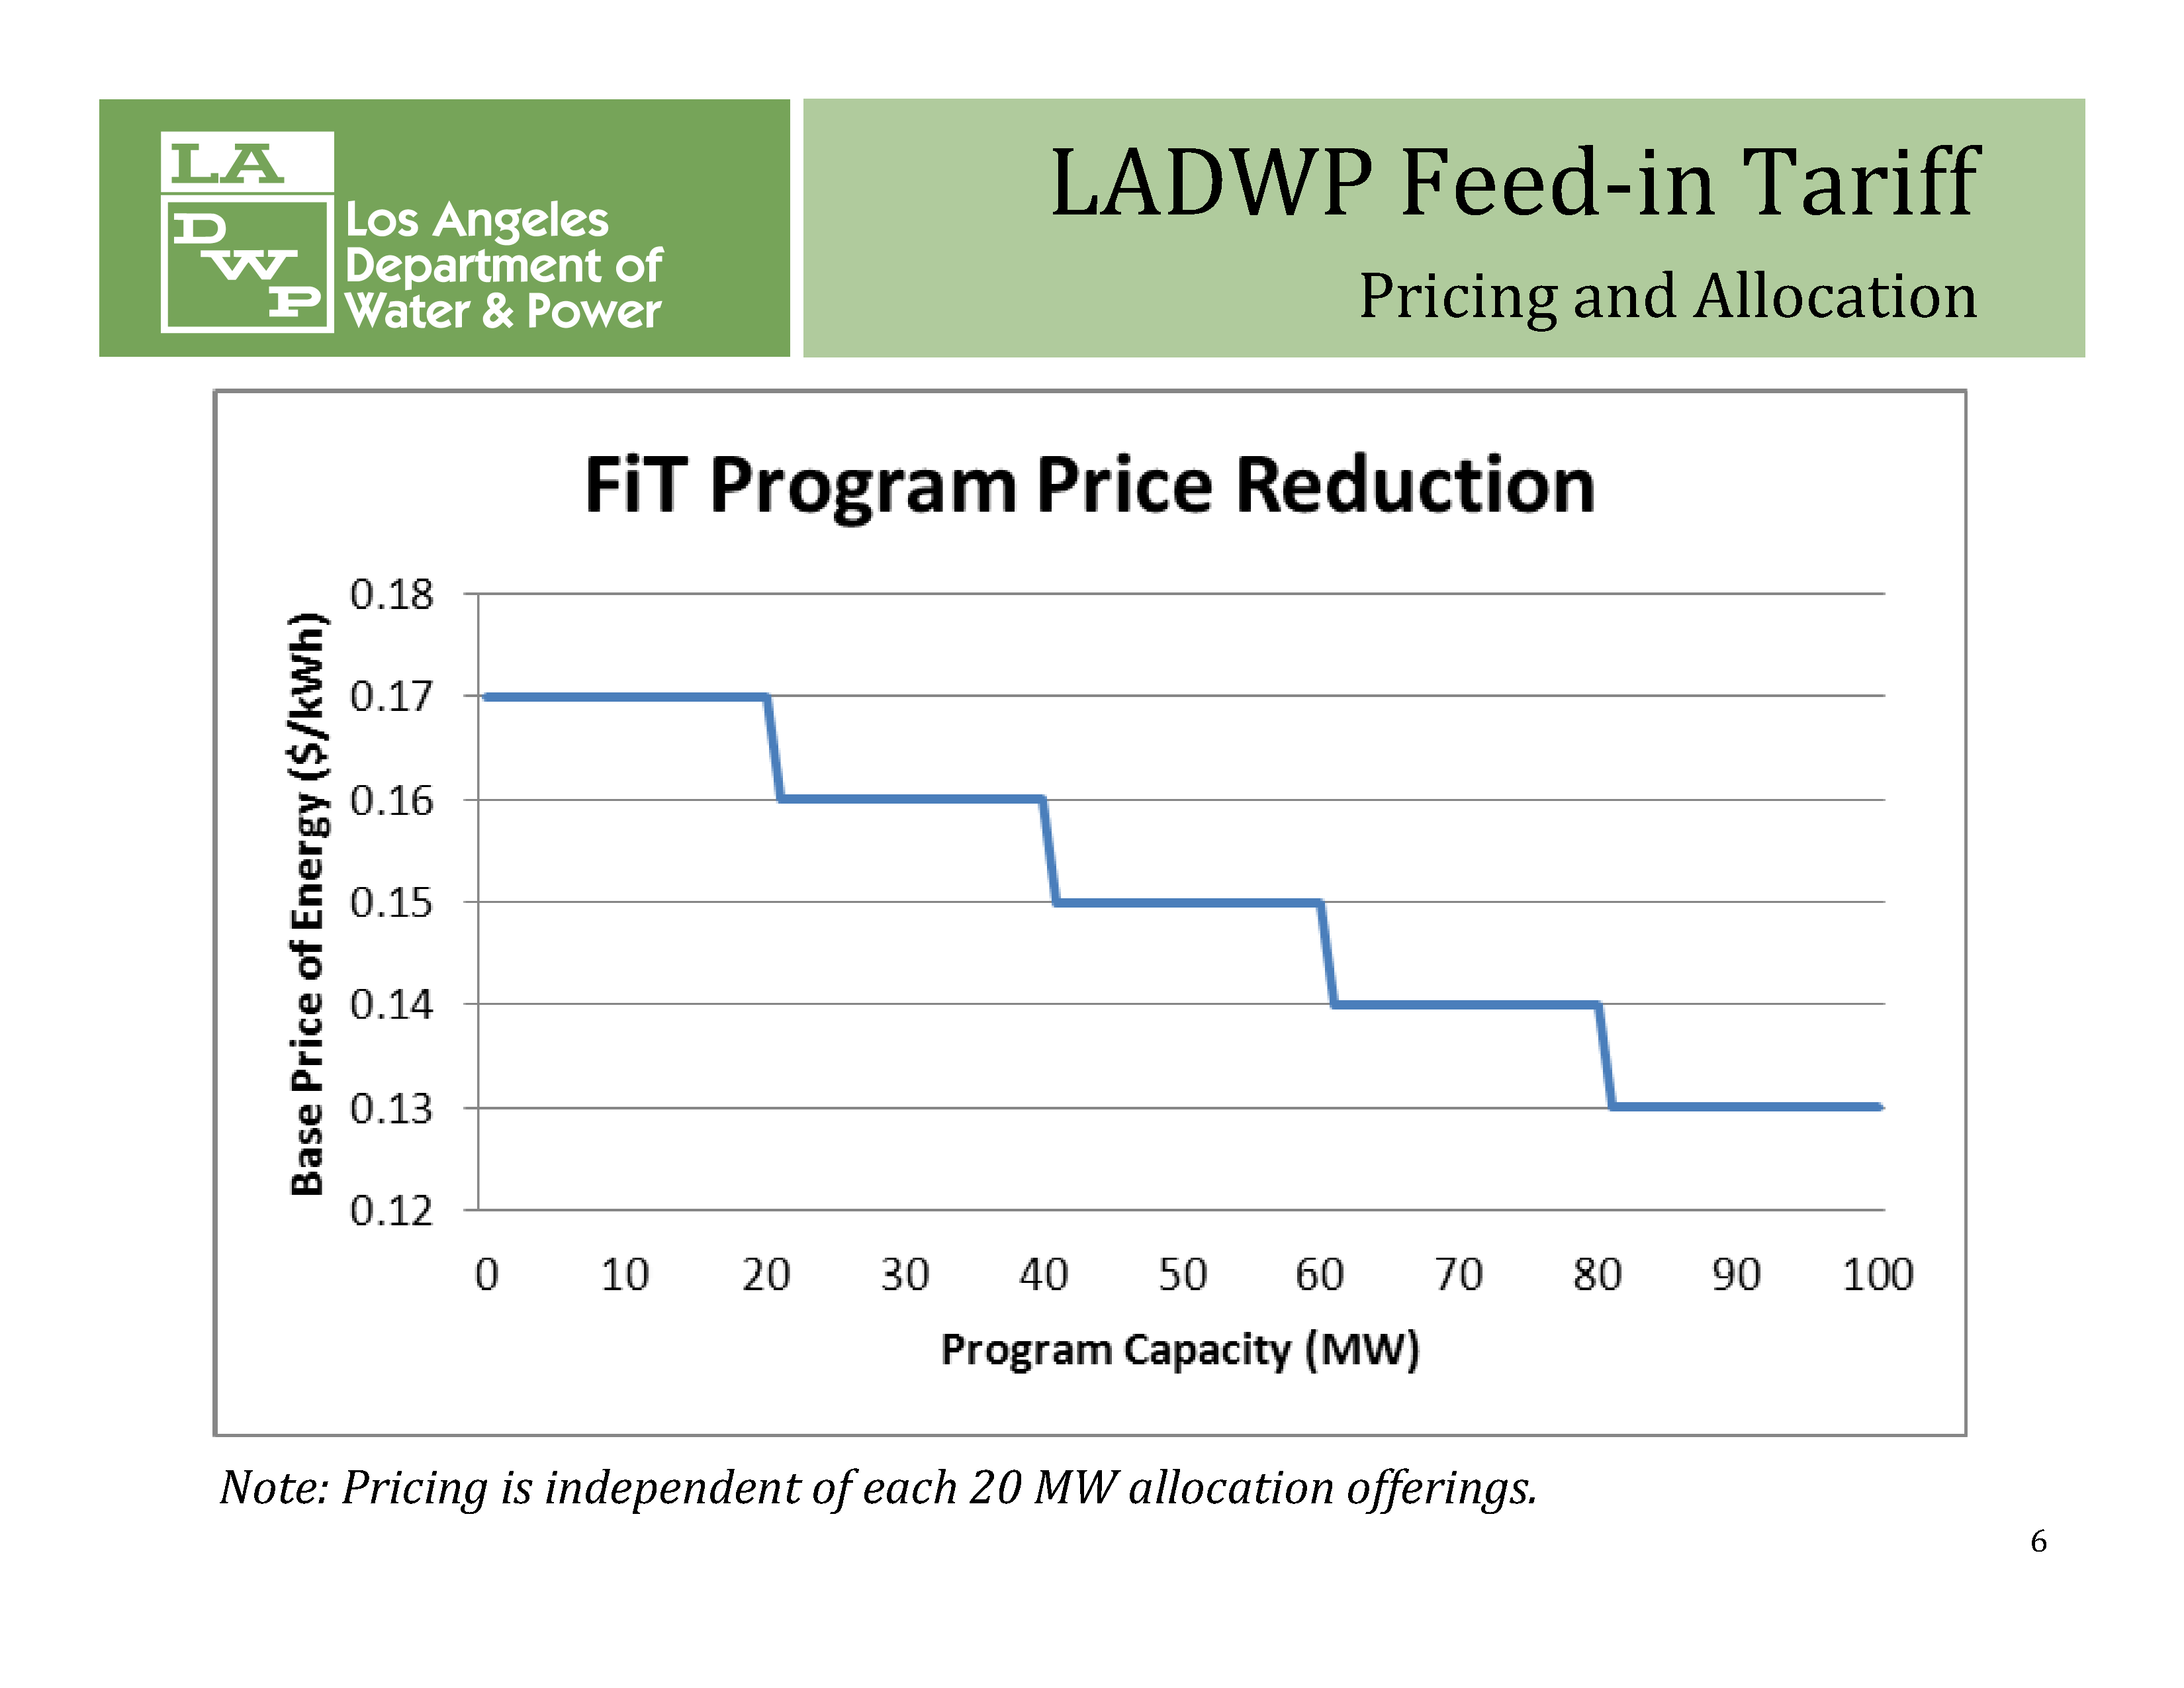 LA
D
W
P
Los Angeles
Department of
Water & Power
LADWP Feed-in Tariff
Pricing and Allocation
FiT Program Price Reduction
Base Price of Energy ($/kWh)
0.18
0.17
0.16
0.15
0.14
0.13
0.12
0 10 20 30 40 50 60 70 80 90 100
Program Capacity (MW)
Note: Pricing is independent of each 20 MW allocation offerings.
6